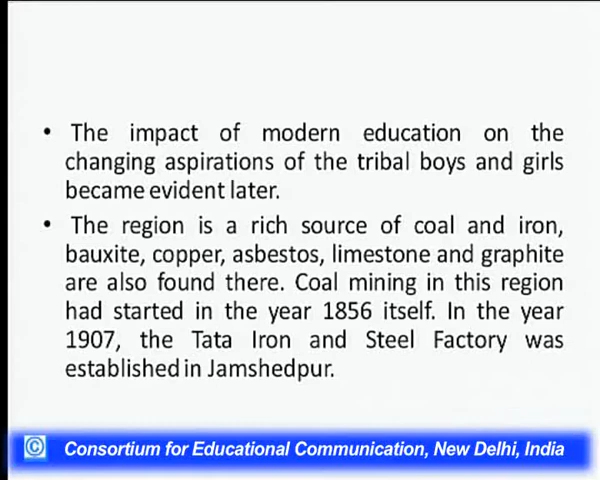 • The impact of modern education on the
changing aspirations of the tribal boys and girls
became evident later.
• The region is a rich source of coal and iron,
bauxite, copper, asbestos, limestone and graphite
are also found there. Coal mining in this region
had started in the year 1856 itself. In the year
1907, the Tata Iron and Steel Factory was
established in Jamshedpur.
© Consortium for Educational Communication, New Delhi, India